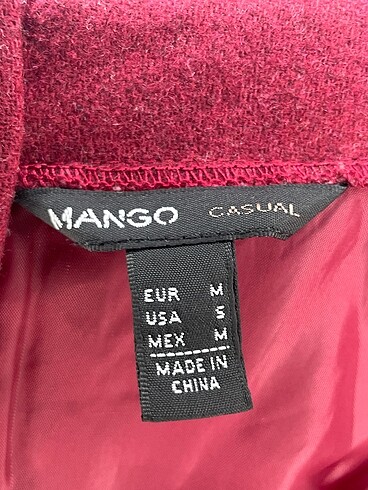 MANGO CASUAL
EUR M
USA S
MEX M
MADE IN
CHINA